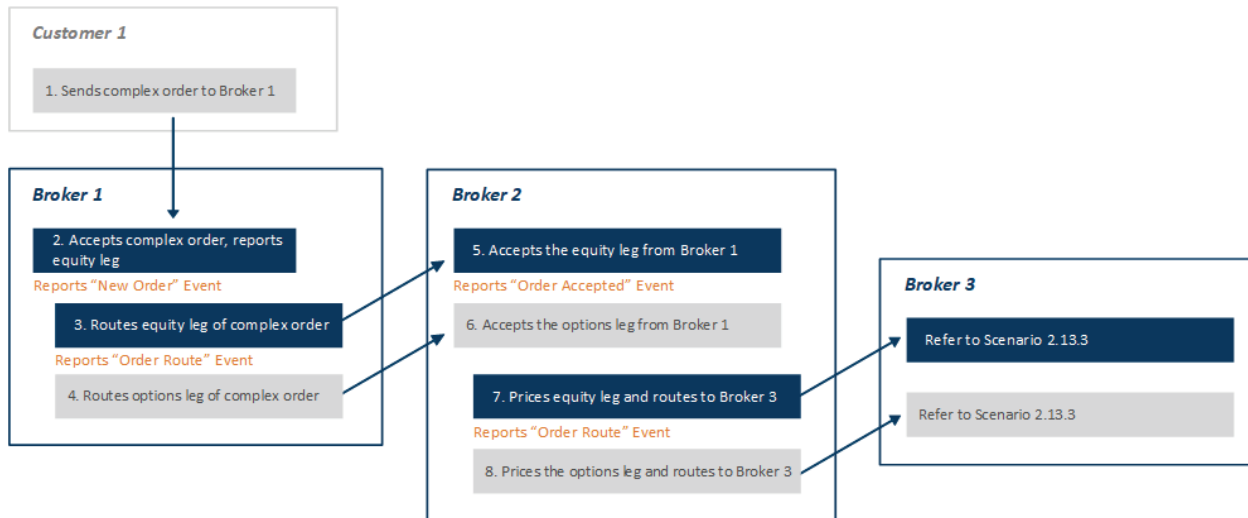 Customer 1
1. Sends complex order to Broker 1
Broker 1
2. Accepts complex order, reports
equity leg
Reports “New Order” Event
3. Routes equity leg of complex order
Reports “Order Route” Event
4. Routes options leg of complex order
Broker 2
5. Accepts the equity leg from Broker 1
Reports “Order Accepted” Event
6. Accepts the options leg from Broker 1
7. Prices equity leg and routes to Broker 3
Reports “Order Route” Event
8. Prices the options leg and routes to Broker 3
Broker 3
Refer to Scenario 2.13.3
Refer to Scenario 2.13.3